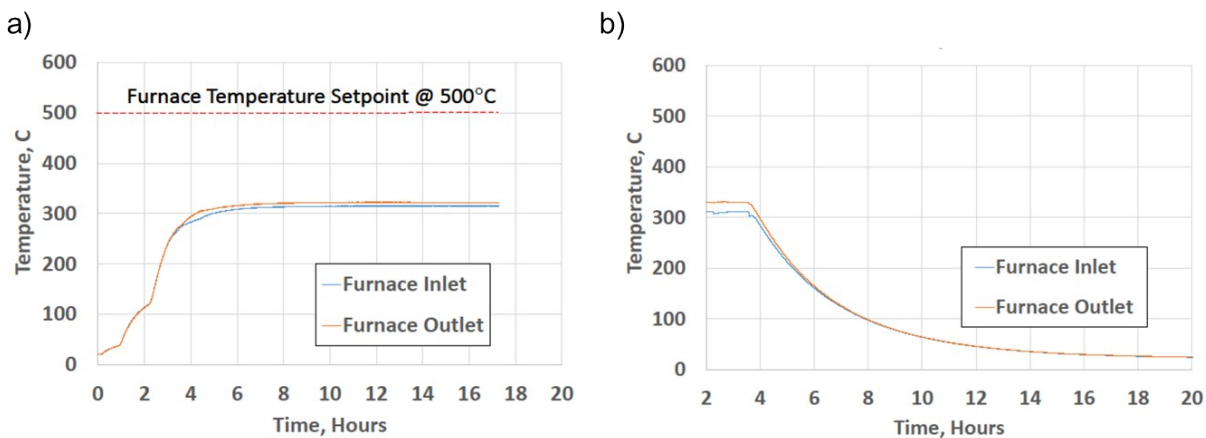 a)
600
500
400
300
200
100
0
Temperature, C
Furnace Temperature Setpoint @ 500°C
Furnace Inlet
Furnace Outlet
0 2 4 6 8 10 12 14 16 18 20
Time, Hours
b)
600
500
400
300
200
100
0
Temperature, C
Furnace Inlet
Furnace Outlet
2 4 6 8 10 12 14 16 18 20
Time, Hours